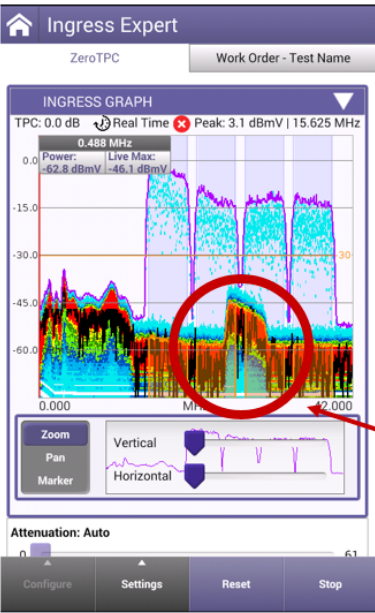 Ingress Expert
ZeroTPC
Work Order - Test Name
INGRESS GRAPH
TPC: 0.0 dB Real Time Peak: 3.1 dBmV | 15.625 MHz
0.488 MHz
Power: Live Max:
-62.8 dBmV -46.1 dBmV
0.0
-15.0
-30.0
-30
-45.0
-60.0
0.000
42.000
Zoom
Pan
Marker
Vertical
Horizontal
Attenuation: Auto
0
61
Configure
Settings
Reset
Stop